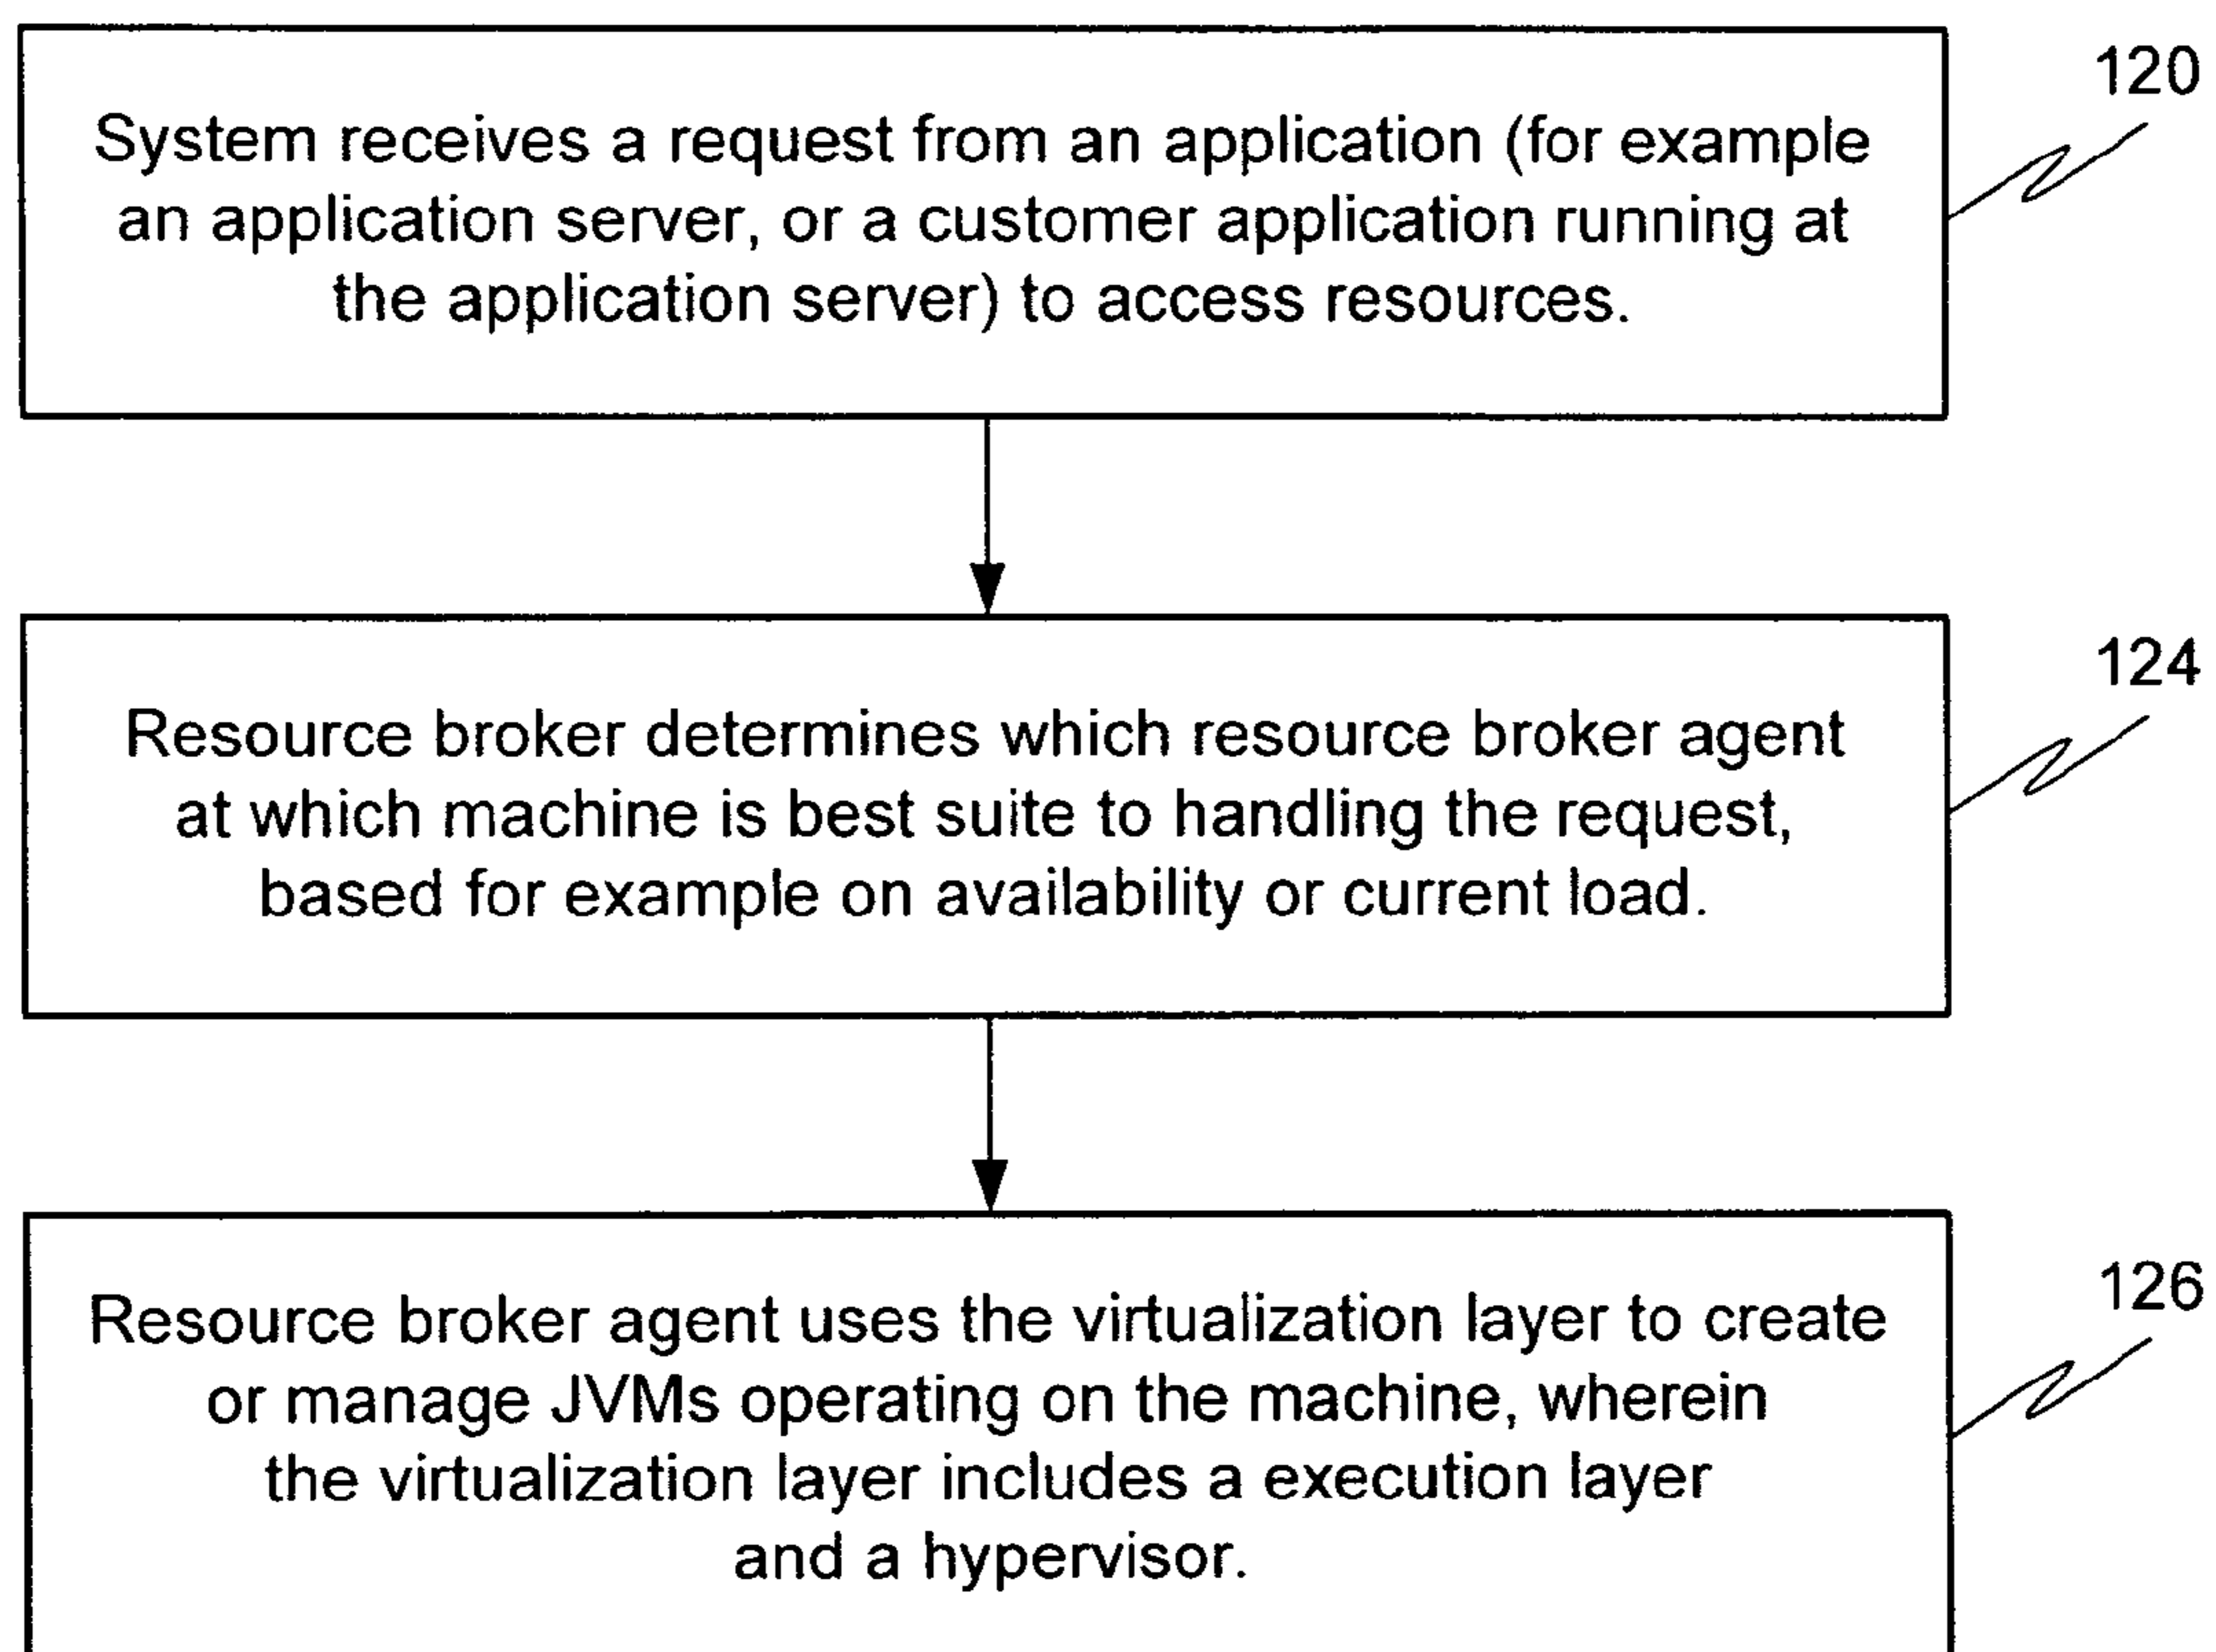 120
System receives a request from an application (for example
an application server, or a customer application running at
the application server) to access resources.
124
Resource broker determines which resource broker agent
at which machine is best suite to handling the request,
based for example on availability or current load.
126
Resource broker agent uses the virtualization layer to create
or manage JVMs operating on the machine, wherein
the virtualization layer includes a execution layer
and a hypervisor.